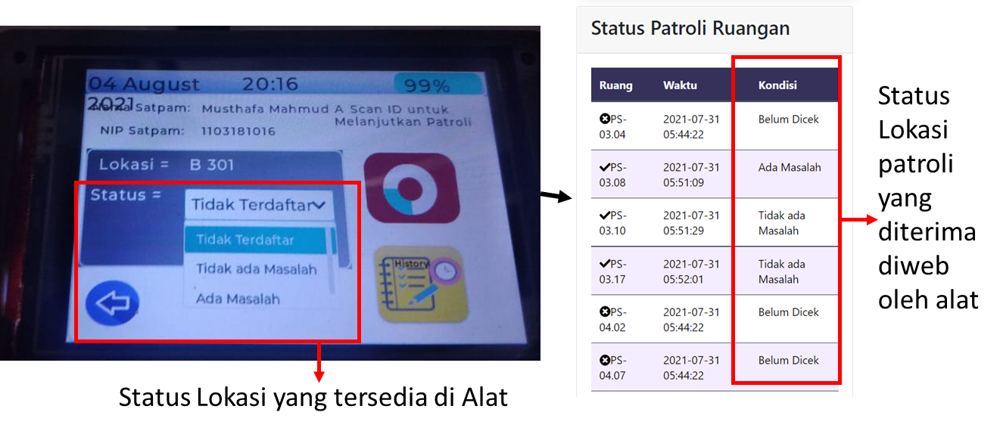 04 August 20:16 99%
2021
Nama Satpam: Musthafa Mahmud A Scan ID untuk
Melanjutkan Patroli
NIP Satpam: 1103181016
Lokasi = B 301
Status =
Tidak Terdaftar
Tidak Terdaftar
Tidak ada Masalah
Ada Masalah
History
Status Lokasi yang tersedia di Alat
Status Patroli Ruangan
Ruang Waktu Kondisi
PS-03.04 2021-07-31 05:44:22 Belum Dicek
PS-03.08 2021-07-31 05:51:09 Ada Masalah
PS-03.10 2021-07-31 05:51:29 Tidak ada Masalah
PS-03.17 2021-07-31 05:52:01 Tidak ada Masalah
PS-04.02 2021-07-31 05:44:22 Belum Dicek
PS-04.07 2021-07-31 05:44:22 Belum Dicek
Status
Lokasi
patroli
yang
diterima
diweb
oleh alat